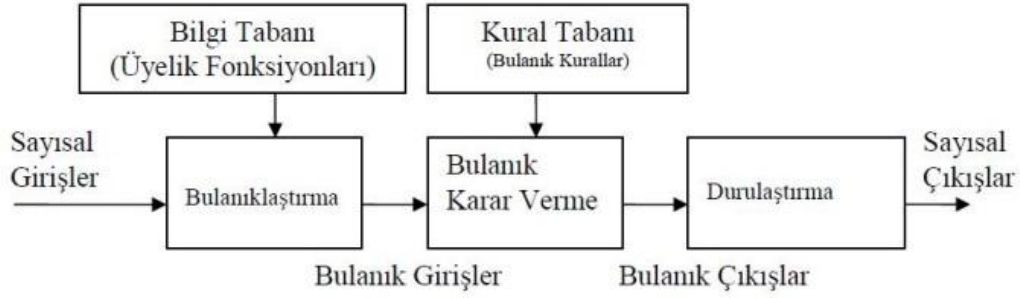 Bilgi Tabanı
(Üyelik Fonksiyonları)
Kural Tabanı
(Bulanık Kurallar)
Sayısal
Girişler
Bulanıklaştırma
Bulanık
Karar Verme
Durulaştırma
Sayısal
Çıkışlar
Bulanık Girişler
Bulanık Çıkışlar